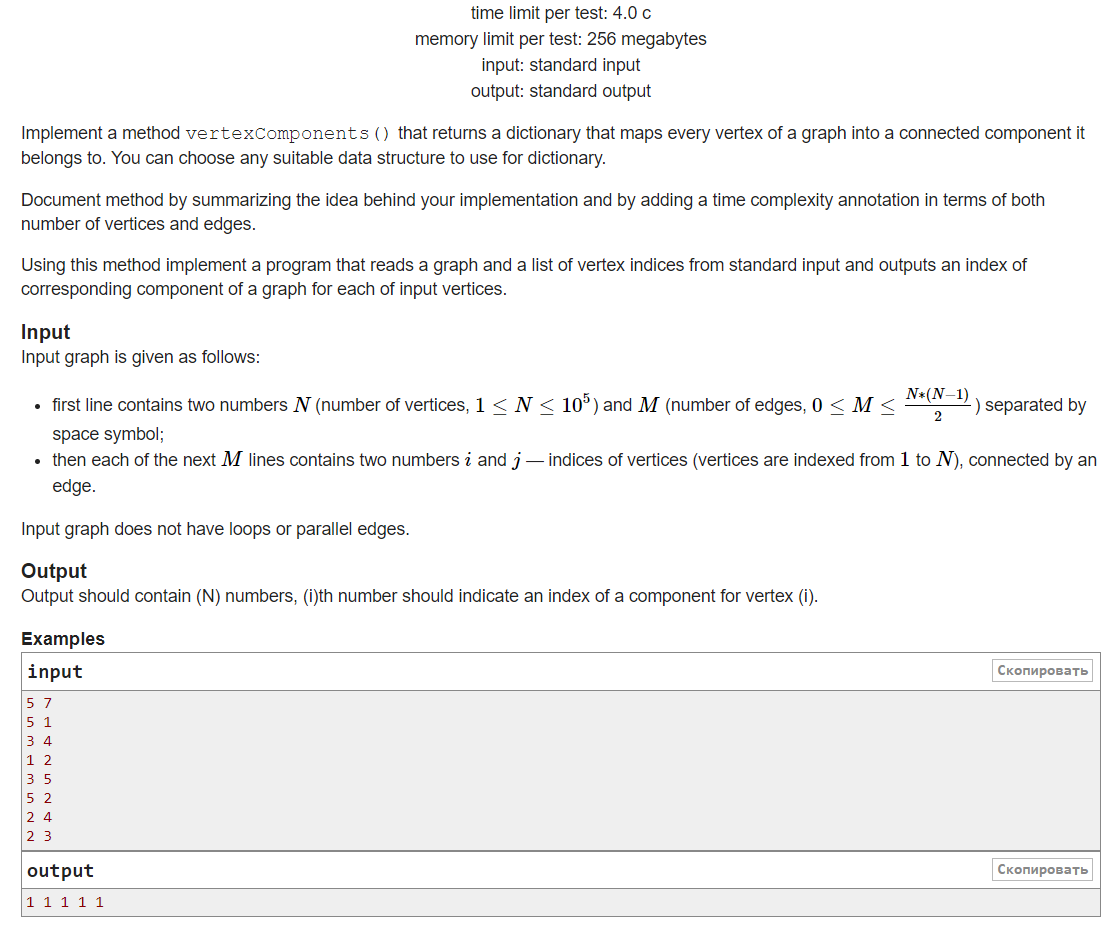 time limit per test: 4.0 c
memory limit per test: 256 megabytes
input: standard input
output: standard output
Implement a method vertexComponents() that returns a dictionary that maps every vertex of a graph into a connected component it
belongs to. You can choose any suitable data structure to use for dictionary.
Document method by summarizing the idea behind your implementation and by adding a time complexity annotation in terms of both
number of vertices and edges.
Using this method implement a program that reads a graph and a list of vertex indices from standard input and outputs an index of
corresponding component of a graph for each of input vertices.
Input
Input graph is given as follows:
• first line contains two numbers N (number of vertices, 1 ≤ N ≤ 10^5) and M (number of edges, 0 ≤ M ≤ N*(N−1)/2) separated by
space symbol;
• then each of the next M lines contains two numbers i and j — indices of vertices (vertices are indexed from 1 to N), connected by an
edge.
Input graph does not have loops or parallel edges.
Output
Output should contain (N) numbers, (i)th number should indicate an index of a component for vertex (i).
Examples
input Скопировать
5 7
5 1
3 4
1 2
3 5
5 2
2 4
2 3
output Скопировать
1 1 1 1 1